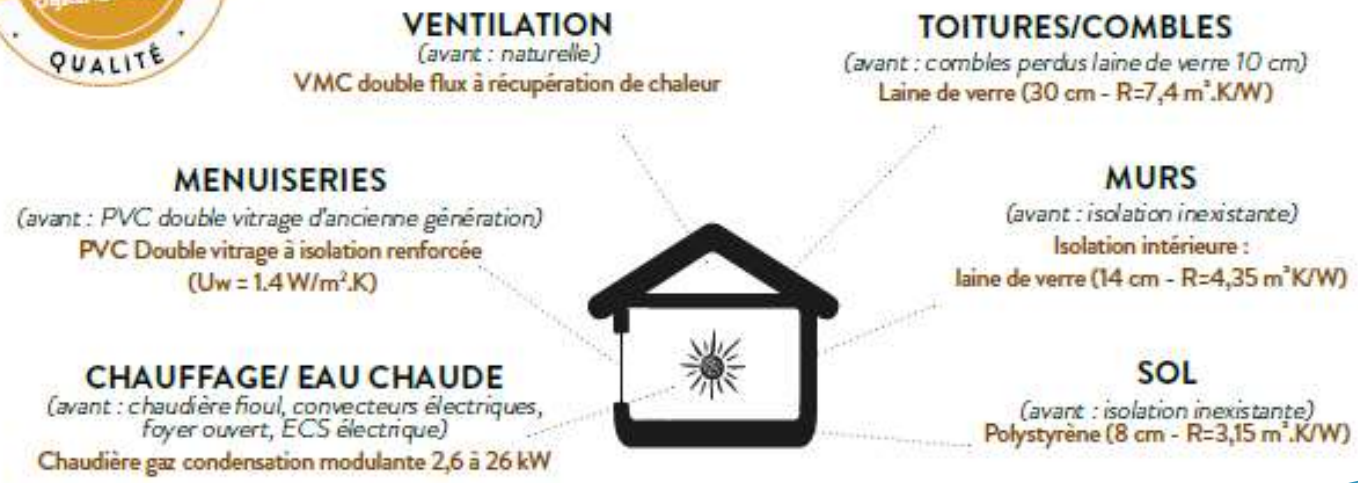 QUALITÉ
VENTILATION
(avant : naturelle)
VMC double flux à récupération de chaleur
TOITURES/COMBLES
(avant : combles perdus laine de verre 10 cm)
Laine de verre (30 cm - R=7,4 m².K/W)
MENUISERIES
(avant : PVC double vitrage d'ancienne génération)
PVC Double vitrage à isolation renforcée
(Uw = 1.4 W/m².K)
MURS
(avant : isolation inexistante)
Isolation intérieure :
laine de verre (14 cm - R=4,35 m²K/W)
CHAUFFAGE/ EAU CHAUDE
(avant : chaudière fioul, convecteurs électriques,
foyer ouvert, ECS électrique)
Chaudière gaz condensation modulante 2,6 à 26 kW
SOL
(avant : isolation inexistante)
Polystyrène (8 cm - R=3,15 m².K/W)